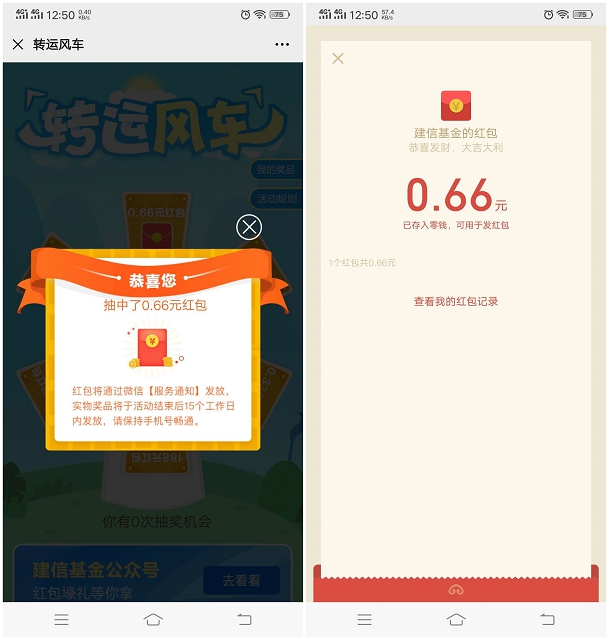 4G 4G 12:50 0.40 KB/s 75
转运风车
转运风车
我的奖品
活动规则
0.66元红包
恭喜您
抽中了0.66元红包
红包将通过微信【服务通知】发放，
实物奖品将于活动结束后15个工作日
内发放，请保持手机号畅通。
188元红包
你有0次抽奖机会
建信基金公众号
红包壕礼等你拿
去看看
4G 4G 12:50 57.4 KB/s 75
建信基金的红包
恭喜发财，大吉大利
0.66元
已存入零钱，可用于发红包
1个红包共0.66元
查看我的红包记录